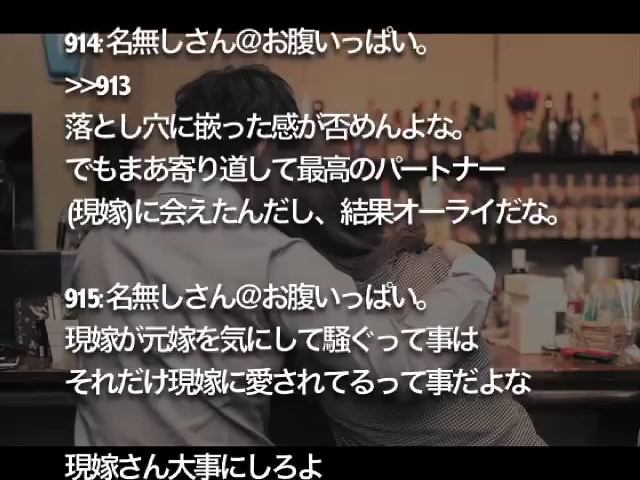 914: 名無しさん@お腹いっぱい。
>>913
落とし穴に嵌った感が否めんよな。
でもまあ寄り道して最高のパートナー
(現嫁)に会えたんだし、結果オーライだな。
915: 名無しさん@お腹いっぱい。
現嫁が元嫁を気にして騒ぐって事は
それだけ現嫁に愛されてるって事だよな
現嫁さん大事にしろよ